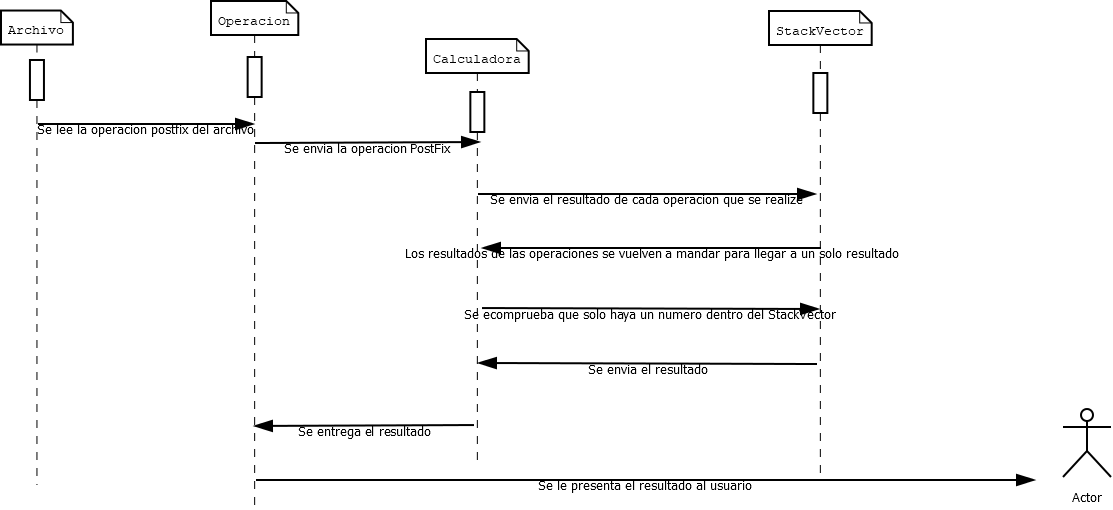 Archivo
Operacion
Calculadora
StackVector
Se lee la operacion postfix del archivo
Se envia la operacion PostFix
Se envia el resultado de cada operacion que se realize
Los resultados de las operaciones se vuelven a mandar para llegar a un solo resultado
Se ecomprueba que solo haya un numero dentro del StackVector
Se envia el resultado
Se entrega el resultado
Se le presenta el resultado al usuario
Actor